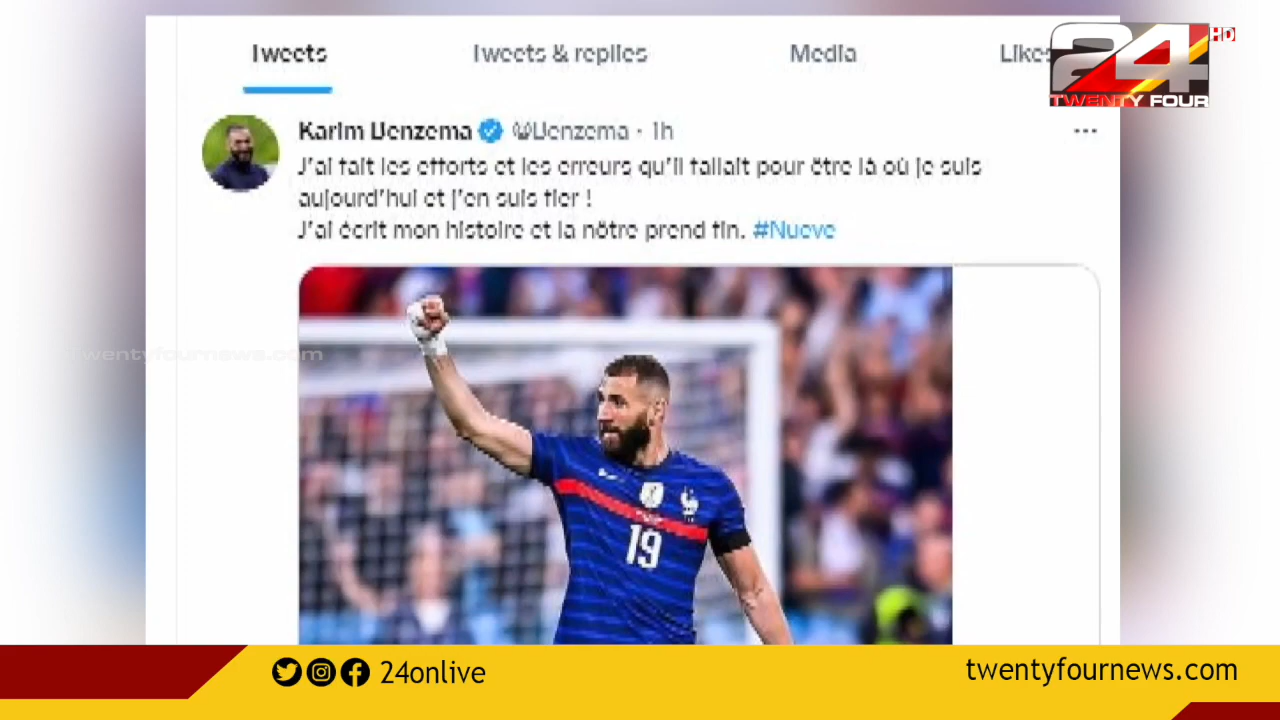 Tweets
Tweets & replies
Media
Likes
24
HD
TWENTY FOUR
Karim Benzema @Benzema · 1h
J'ai fait les efforts et les erreurs qu'il fallait pour être là où je suis
aujourd'hui et j'en suis fier !
J'ai écrit mon histoire et la nôtre prend fin. #Nueve
twentyfournews.com
19
24onlive
twentyfournews.com